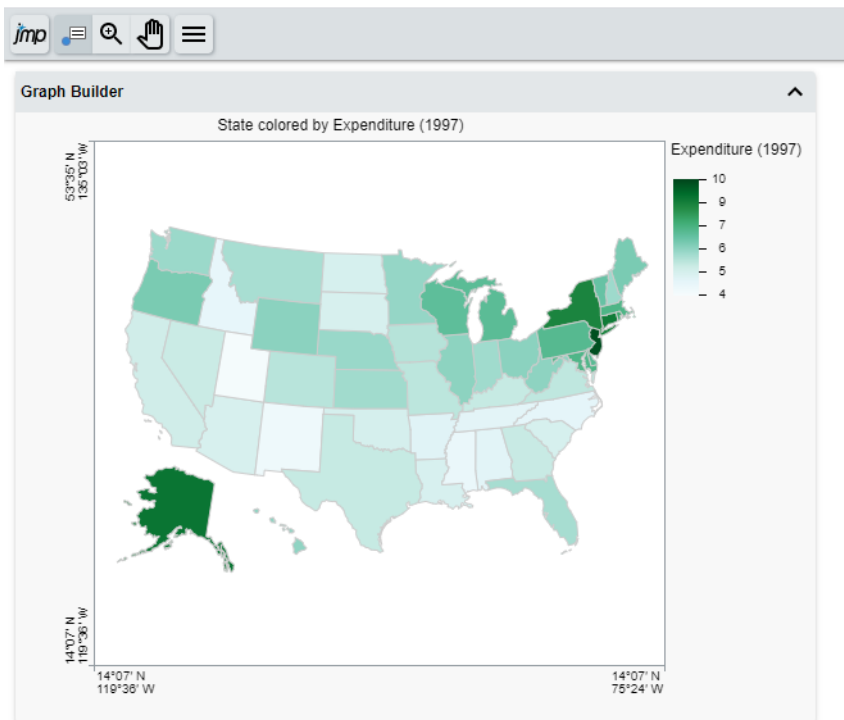 jmp
Graph Builder
State colored by Expenditure (1997)
53°35' N
135°03' W
Expenditure (1997)
10
9
7
6
5
4
14°07' N
119°36' W
14°07' N
119°36' W
14°07' N
75°24' W